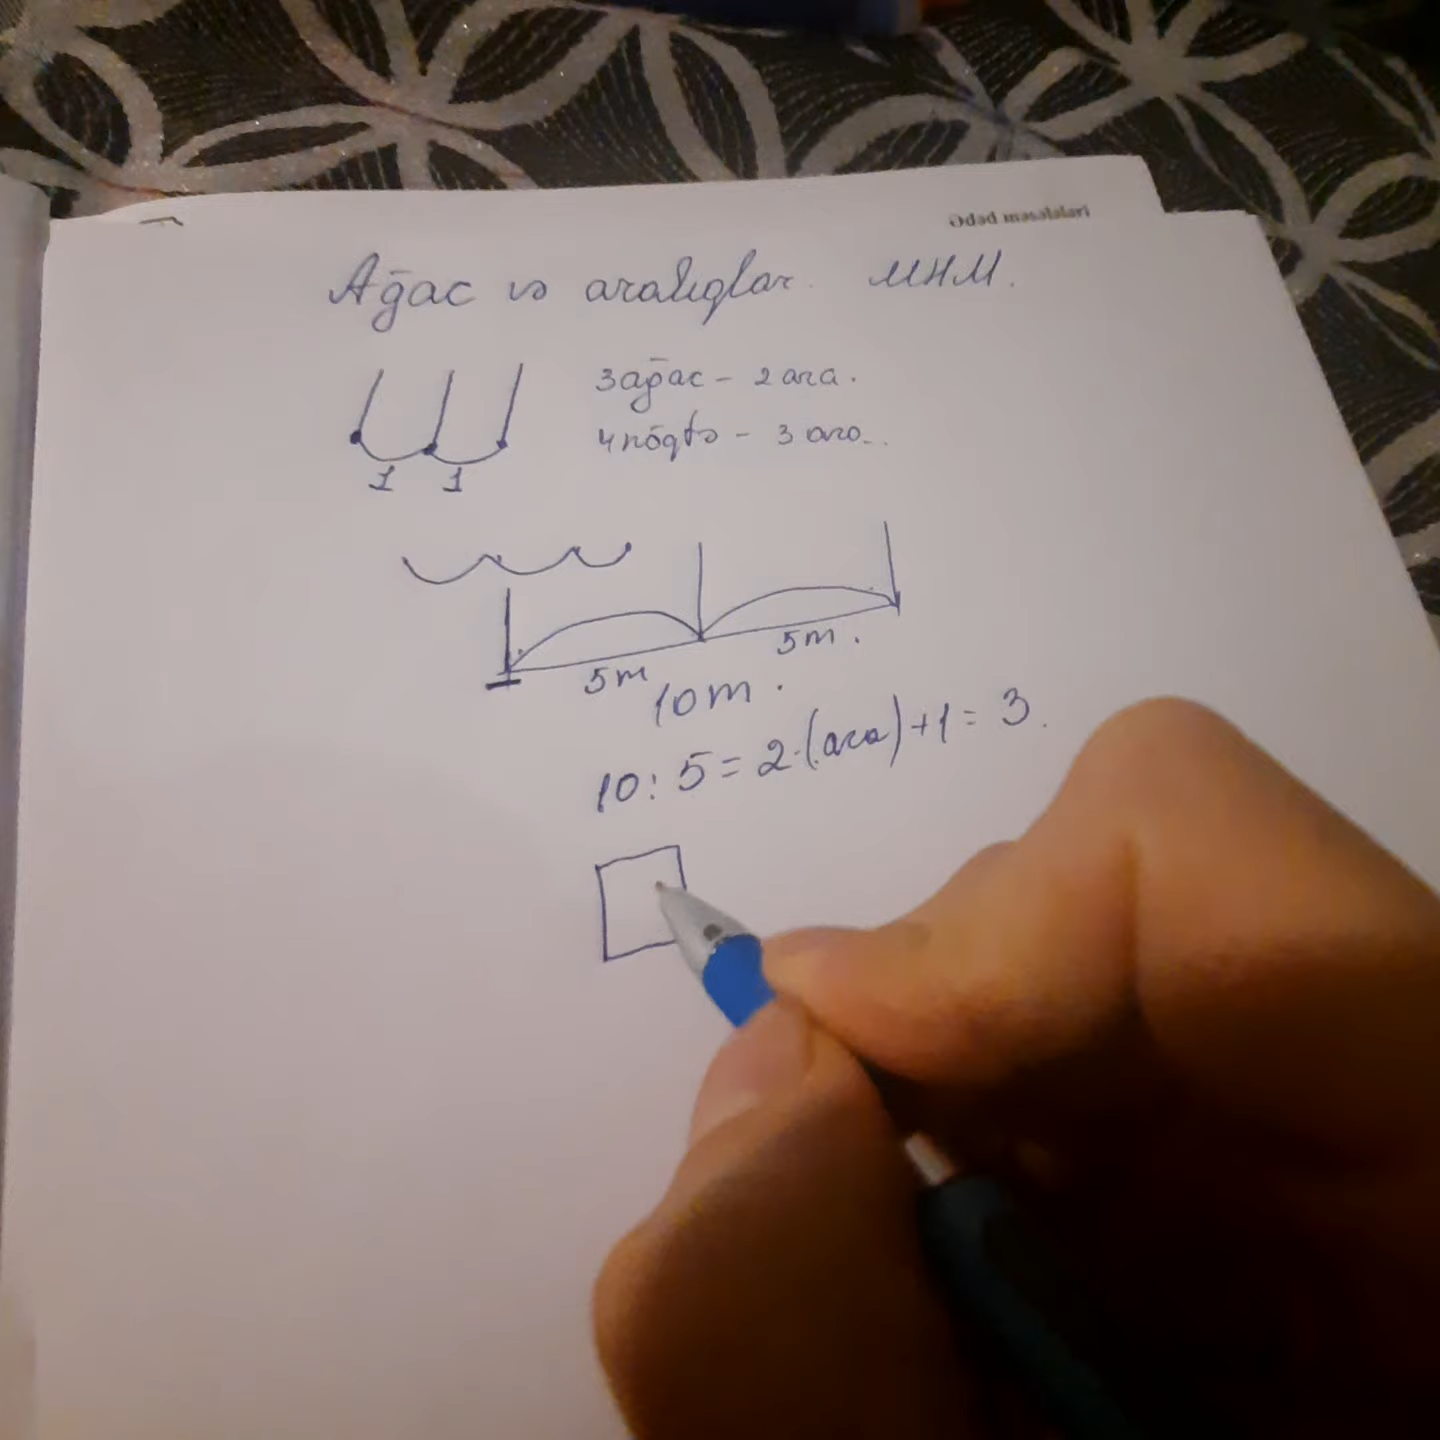 Ədəd məsələləri
Ağac və aralıqlar. MHM.
3 ağac - 2 ara.
4 nöqtə - 3 ara..
1 1
5m 5m.
10m.
10 : 5 = 2.(ara)+1 = 3.